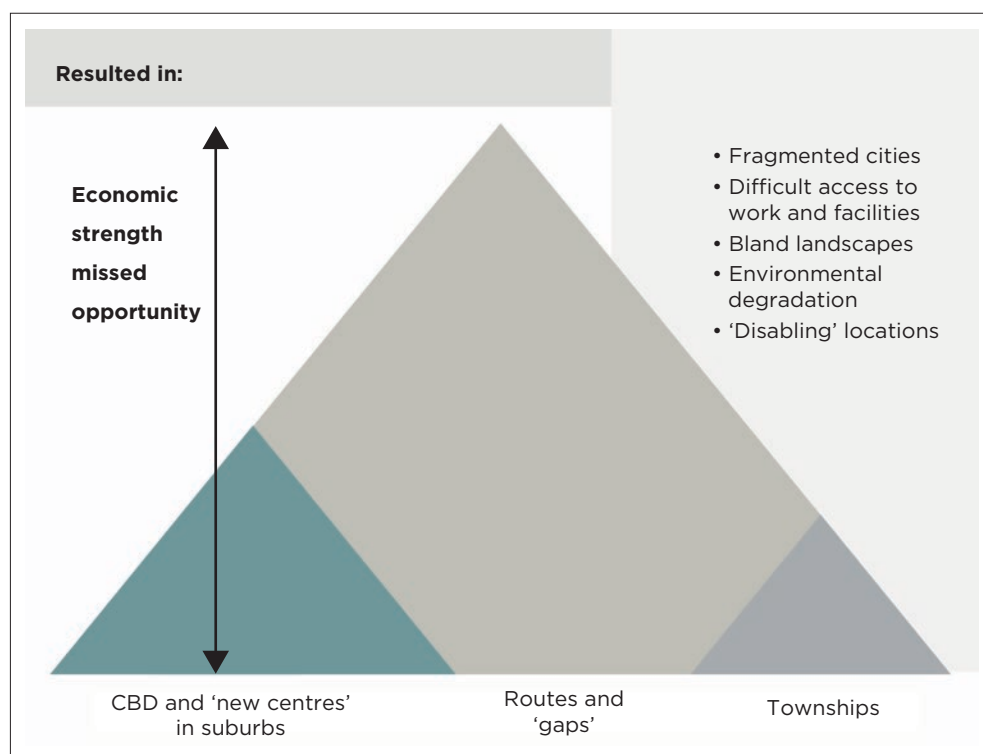 Resulted in:
Economic
strength
missed
opportunity
• Fragmented cities
• Difficult access to
work and facilities
• Bland landscapes
• Environmental
degradation
• ‘Disabling’ locations
CBD and ‘new centres’
in suburbs
Routes and
‘gaps’
Townships